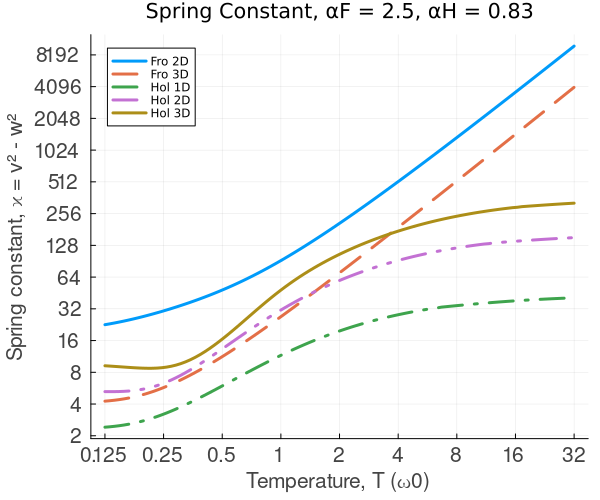 Spring Constant, αF = 2.5, αH = 0.83
Spring constant, ϰ = v² - w²
8192
4096
2048
1024
512
256
128
64
32
16
8
4
2
Fro 2D
Fro 3D
Hol 1D
Hol 2D
Hol 3D
0.125 0.25 0.5 1 2 4 8 16 32
Temperature, T (ω0)